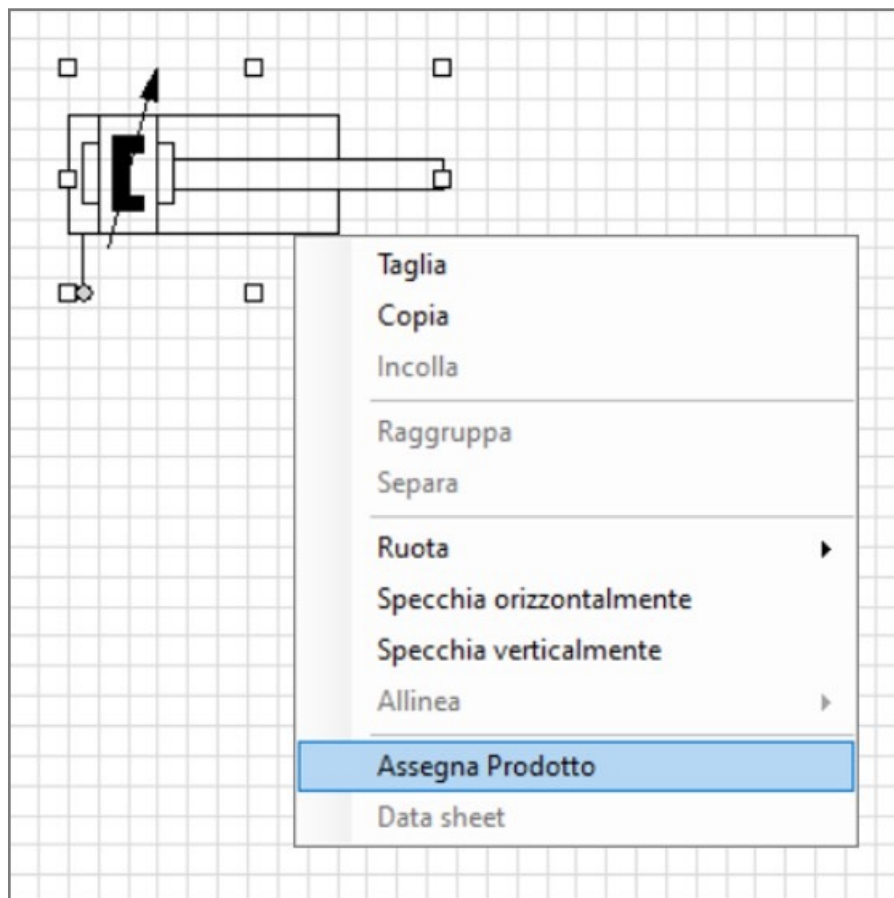 Taglia
Copia
Incolla
Raggruppa
Separa
Ruota
Specchia orizzontalmente
Specchia verticalmente
Allinea
Assegna Prodotto
Data sheet